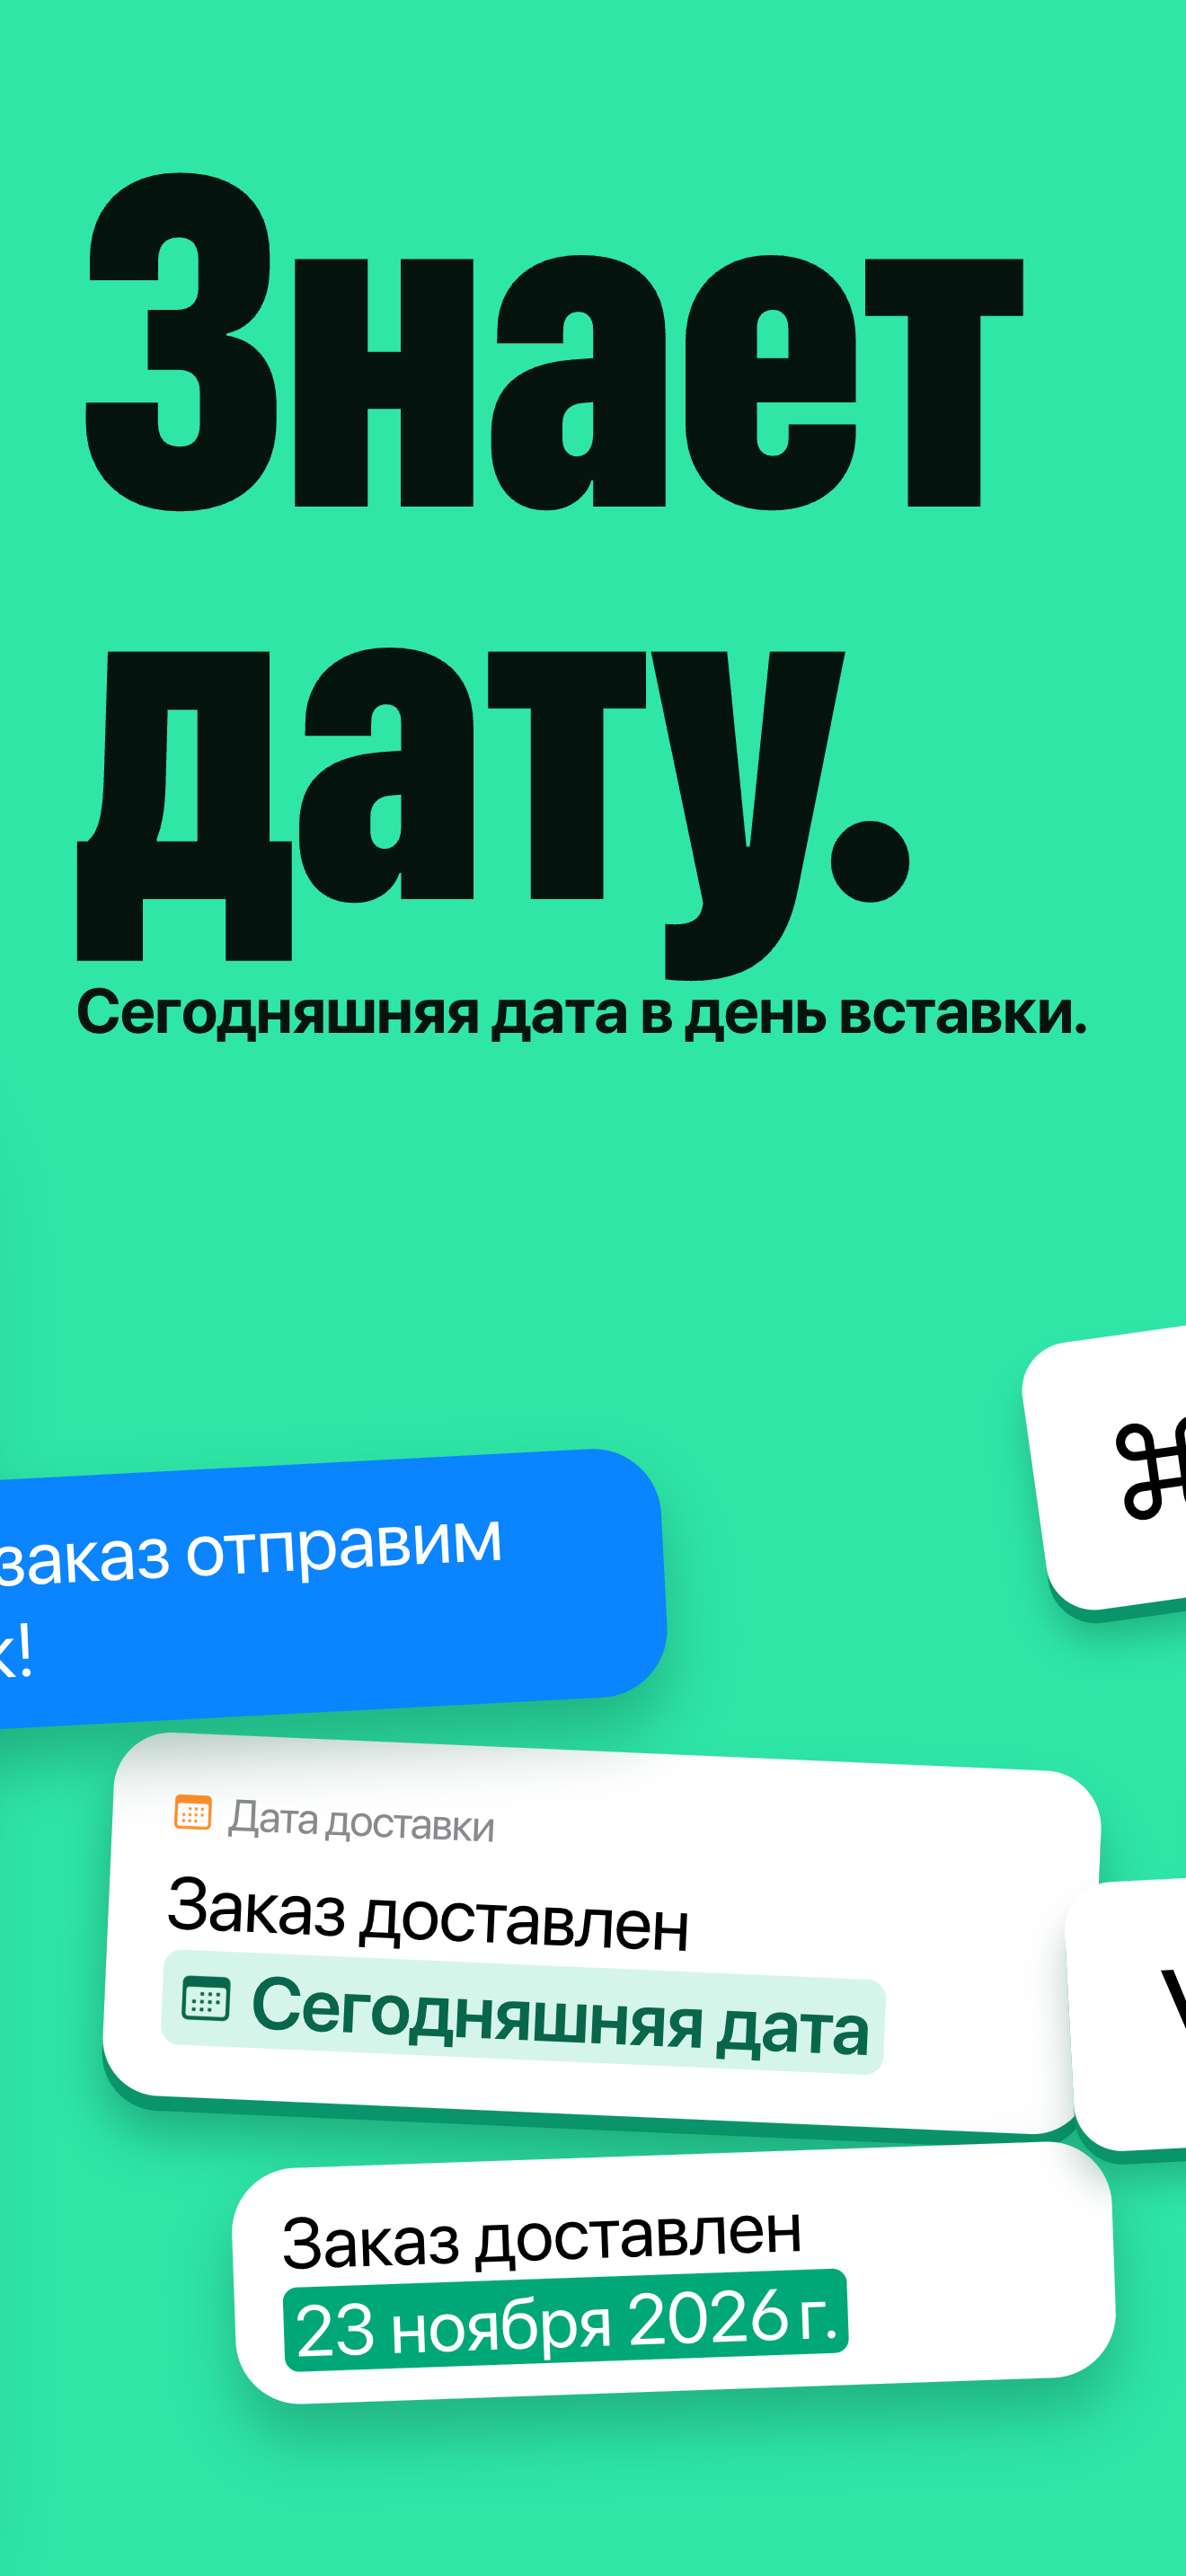 Знает
дату.
Сегодняшняя дата в день вставки.
⌘
заказ отправим
к!
Дата доставки
Заказ доставлен
Сегодняшняя дата
Заказ доставлен
23 ноября 2026 г.